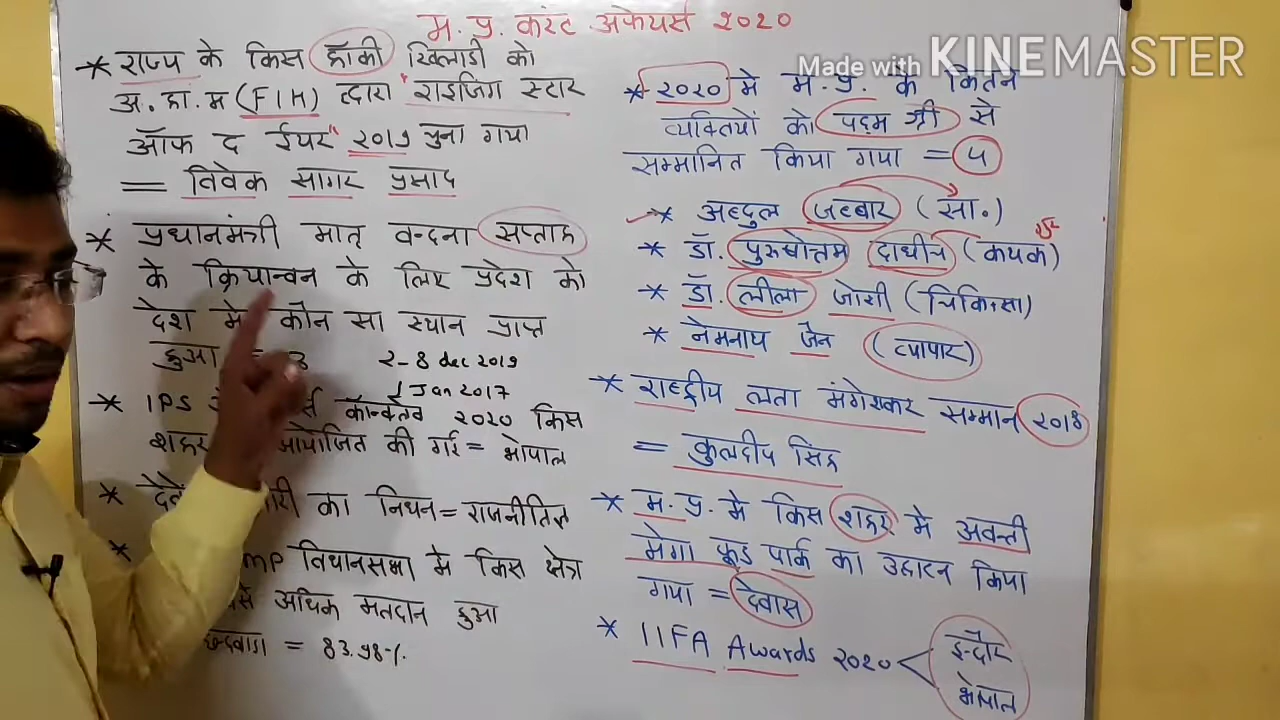 म. प्र. करंट अफेयर्स 2020
Made with KINEMASTER
* राज्य के किस हॉकी खिलाडी को
अ. हा. म (FIH) द्वारा "राइजिंग स्टार
ऑफ द ईयर" 2019 चुना गया
= विवेक सागर प्रसाद
* प्रधानमंत्री मातृ वन्दना सप्ताह
के क्रियान्वन के लिए प्रदेश को
देश मे कौन सा स्थान प्राप्त
हुआ
2-8 dec 2019
1 Jan 2017
* IPS कॉन्क्लेव 2020 किस
शहर आयोजित की गई = भोपाल
* का निधन = राजनीतिज्ञ
* MP विधानसभा मे किस क्षेत्र
अधिक मतदान हुआ
= 83.98%
* 2020 मे म. प्र. के कितने
व्यक्तियों को पद्म श्री से
सम्मानित किया गया = 4
* अब्दुल जब्बार (सा.)
* डॉ. पुरुषोत्तम दाधीच (कथक)
* डॉ. लीला जोशी (चिकित्सा)
* नेमनाथ जैन (व्यापार)
* राष्ट्रीय लता मंगेशकर सम्मान 2018
= कुलदीप सिंह
* म. प्र. मे किस शहर मे अवन्ती
मेगा फूड पार्क का उद्घाटन किया
गया = देवास
* IIFA Awards 2020 < इन्दौर
भोपाल